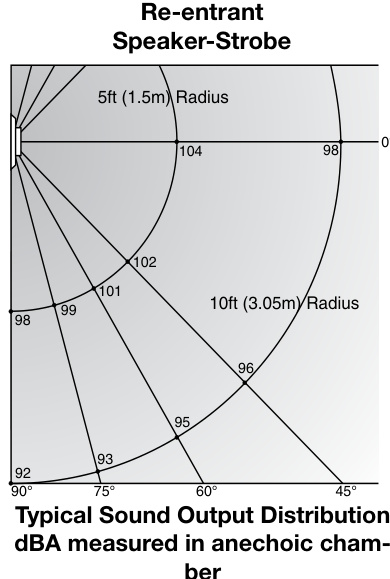 Re-entrant
Speaker-Strobe
5ft (1.5m) Radius
104
98
0
102
101
10ft (3.05m) Radius
99
98
96
95
93
92
90°
75°
60°
45°
Typical Sound Output Distribution
dBA measured in anechoic cham-
ber